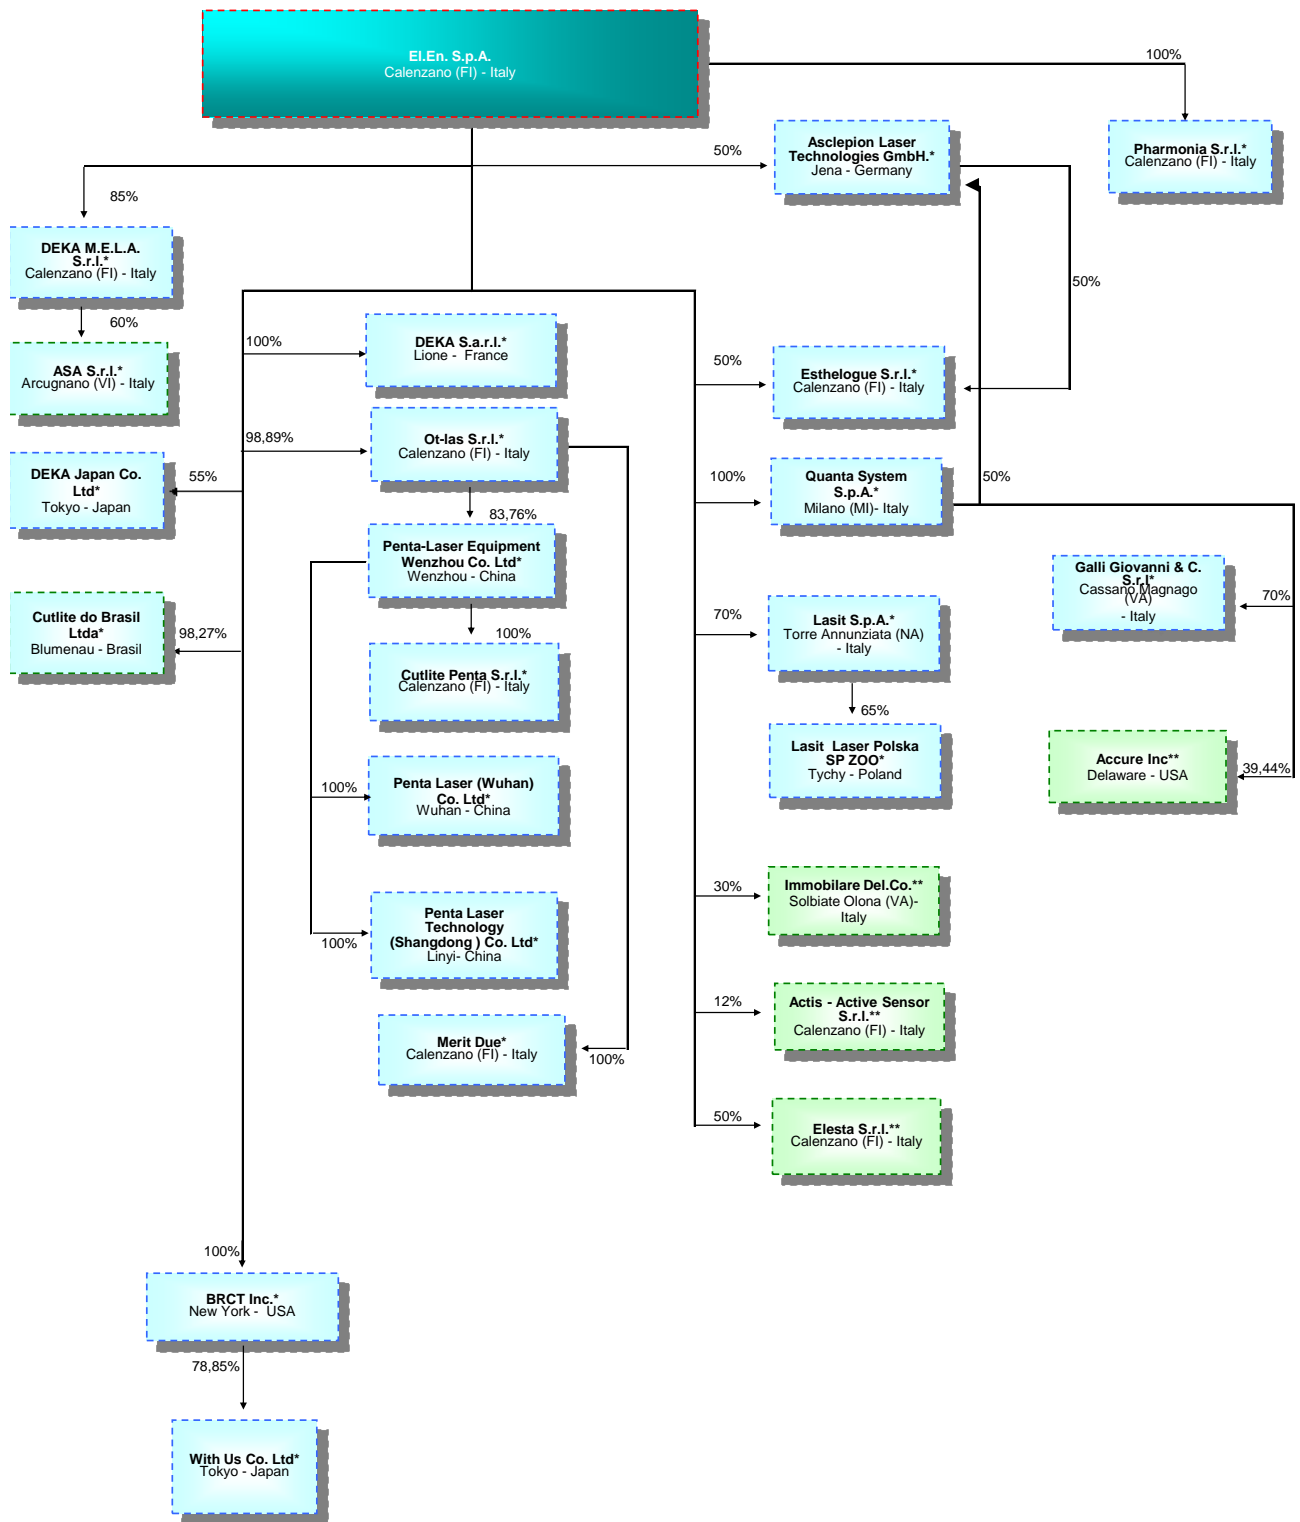 El.En. S.p.A.
Calenzano (FI) - Italy
100%
Asclepion Laser
Technologies GmbH.*
Jena - Germany
Pharmonia S.r.l.*
Calenzano (FI) - Italy
50%
85%
DEKA M.E.L.A.
S.r.l.*
Calenzano (FI) - Italy
50%
60%
ASA S.r.l.*
Arcugnano (VI) - Italy
100%
DEKA S.a.r.l.*
Lione - France
50%
Esthelogue S.r.l.*
Calenzano (FI) - Italy
98,89%
Ot-las S.r.l.*
Calenzano (FI) - Italy
DEKA Japan Co.
Ltd*
Tokyo - Japan
55%
100%
Quanta System
S.p.A.*
Milano (MI)- Italy
50%
83,76%
Penta-Laser Equipment
Wenzhou Co. Ltd*
Wenzhou - China
Galli Giovanni & C.
S.r.l*
Cassano Magnago
(VA)
- Italy
70%
Cutlite do Brasil
Ltda*
Blumenau - Brasil
98,27%
100%
70%
Lasit S.p.A.*
Torre Annunziata (NA)
- Italy
Cutlite Penta S.r.l.*
Calenzano (FI) - Italy
65%
Lasit Laser Polska
SP ZOO*
Tychy - Poland
Accure Inc**
Delaware - USA
39,44%
100%
Penta Laser (Wuhan)
Co. Ltd*
Wuhan - China
30%
Immobilare Del.Co.**
Solbiate Olona (VA)-
Italy
100%
Penta Laser
Technology
(Shangdong ) Co. Ltd*
Linyi- China
12%
Actis - Active Sensor
S.r.l.**
Calenzano (FI) - Italy
Merit Due*
Calenzano (FI) - Italy
100%
50%
Elesta S.r.l.**
Calenzano (FI) - Italy
100%
BRCT Inc.*
New York - USA
78,85%
With Us Co. Ltd*
Tokyo - Japan